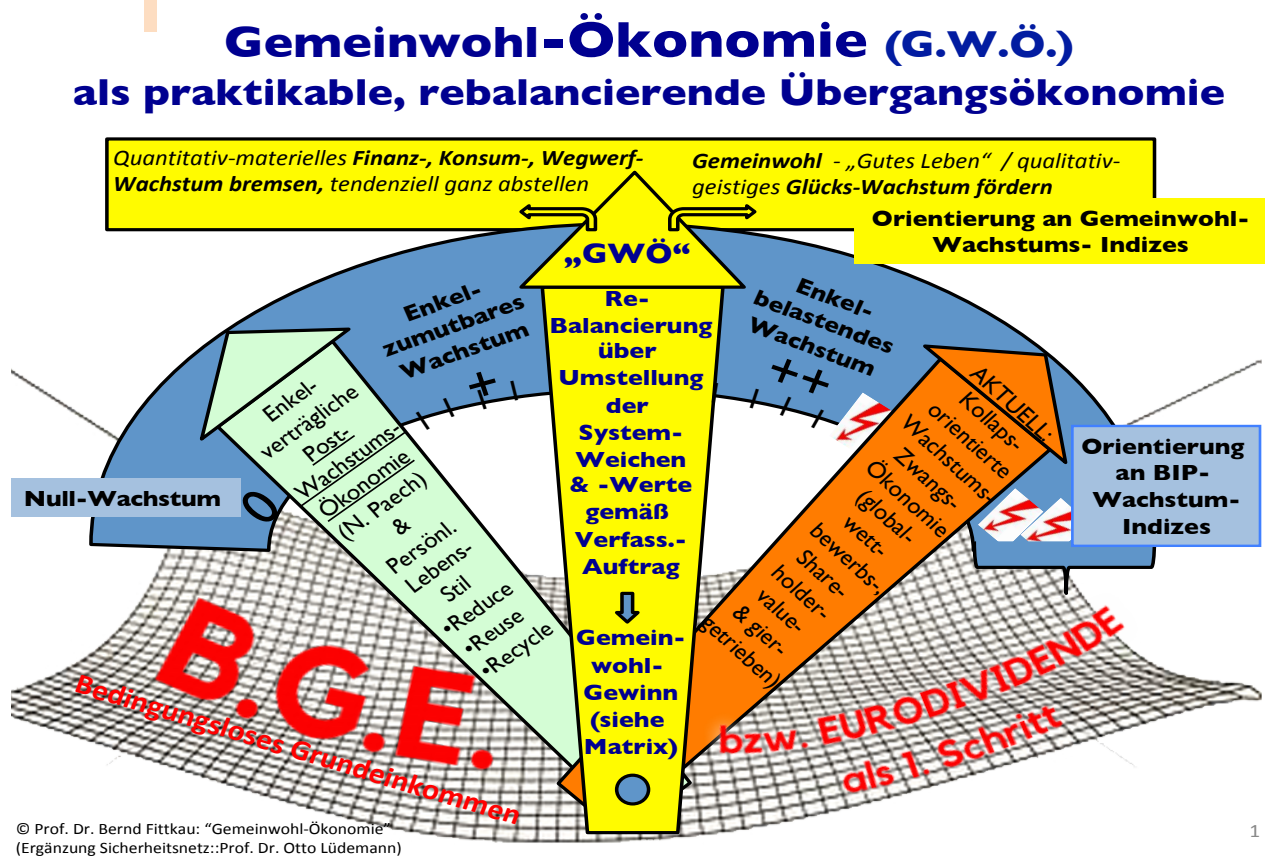 Gemeinwohl-Ökonomie (G.W.Ö.)
als praktikable, rebalancierende Übergangsökonomie
Quantitativ-materielles Finanz-, Konsum-, Wegwerf-
Wachstum bremsen, tendenziell ganz abstellen
Gemeinwohl - „Gutes Leben“ / qualitativ-
geistiges Glücks-Wachstum fördern
Orientierung an Gemeinwohl-
Wachstums- Indizes
„GWÖ“
Re-
Balancierung
über
Umstellung
der
System-
Weichen
& -Werte
gemäß
Verfass.-
Auftrag
Gemein-
wohl-
Gewinn
(siehe
Matrix)
Enkel-
zumutbares
Wachstum
+
Enkel-
belastendes
Wachstum
++
Enkel-
verträgliche
Post-
Wachstums-
Ökonomie
(N. Paech)
&
Persönl.
Lebens-
Stil
•Reduce
•Reuse
•Recycle
AKTUELL:
Kollaps-
orientierte
Wachstums-
Zwangs-
Ökonomie
(global-
wett-
bewerbs-,
Share-
holder-
value-
& gier-
getrieben)
Null-Wachstum
0
Orientierung
an BIP-
Wachstum-
Indizes
B.G.E.
Bedingungsloses Grundeinkommen
bzw. EURODIVIDENDE
als 1. Schritt
© Prof. Dr. Bernd Fittkau: “Gemeinwohl-Ökonomie”
(Ergänzung Sicherheitsnetz::Prof. Dr. Otto Lüdemann)
1